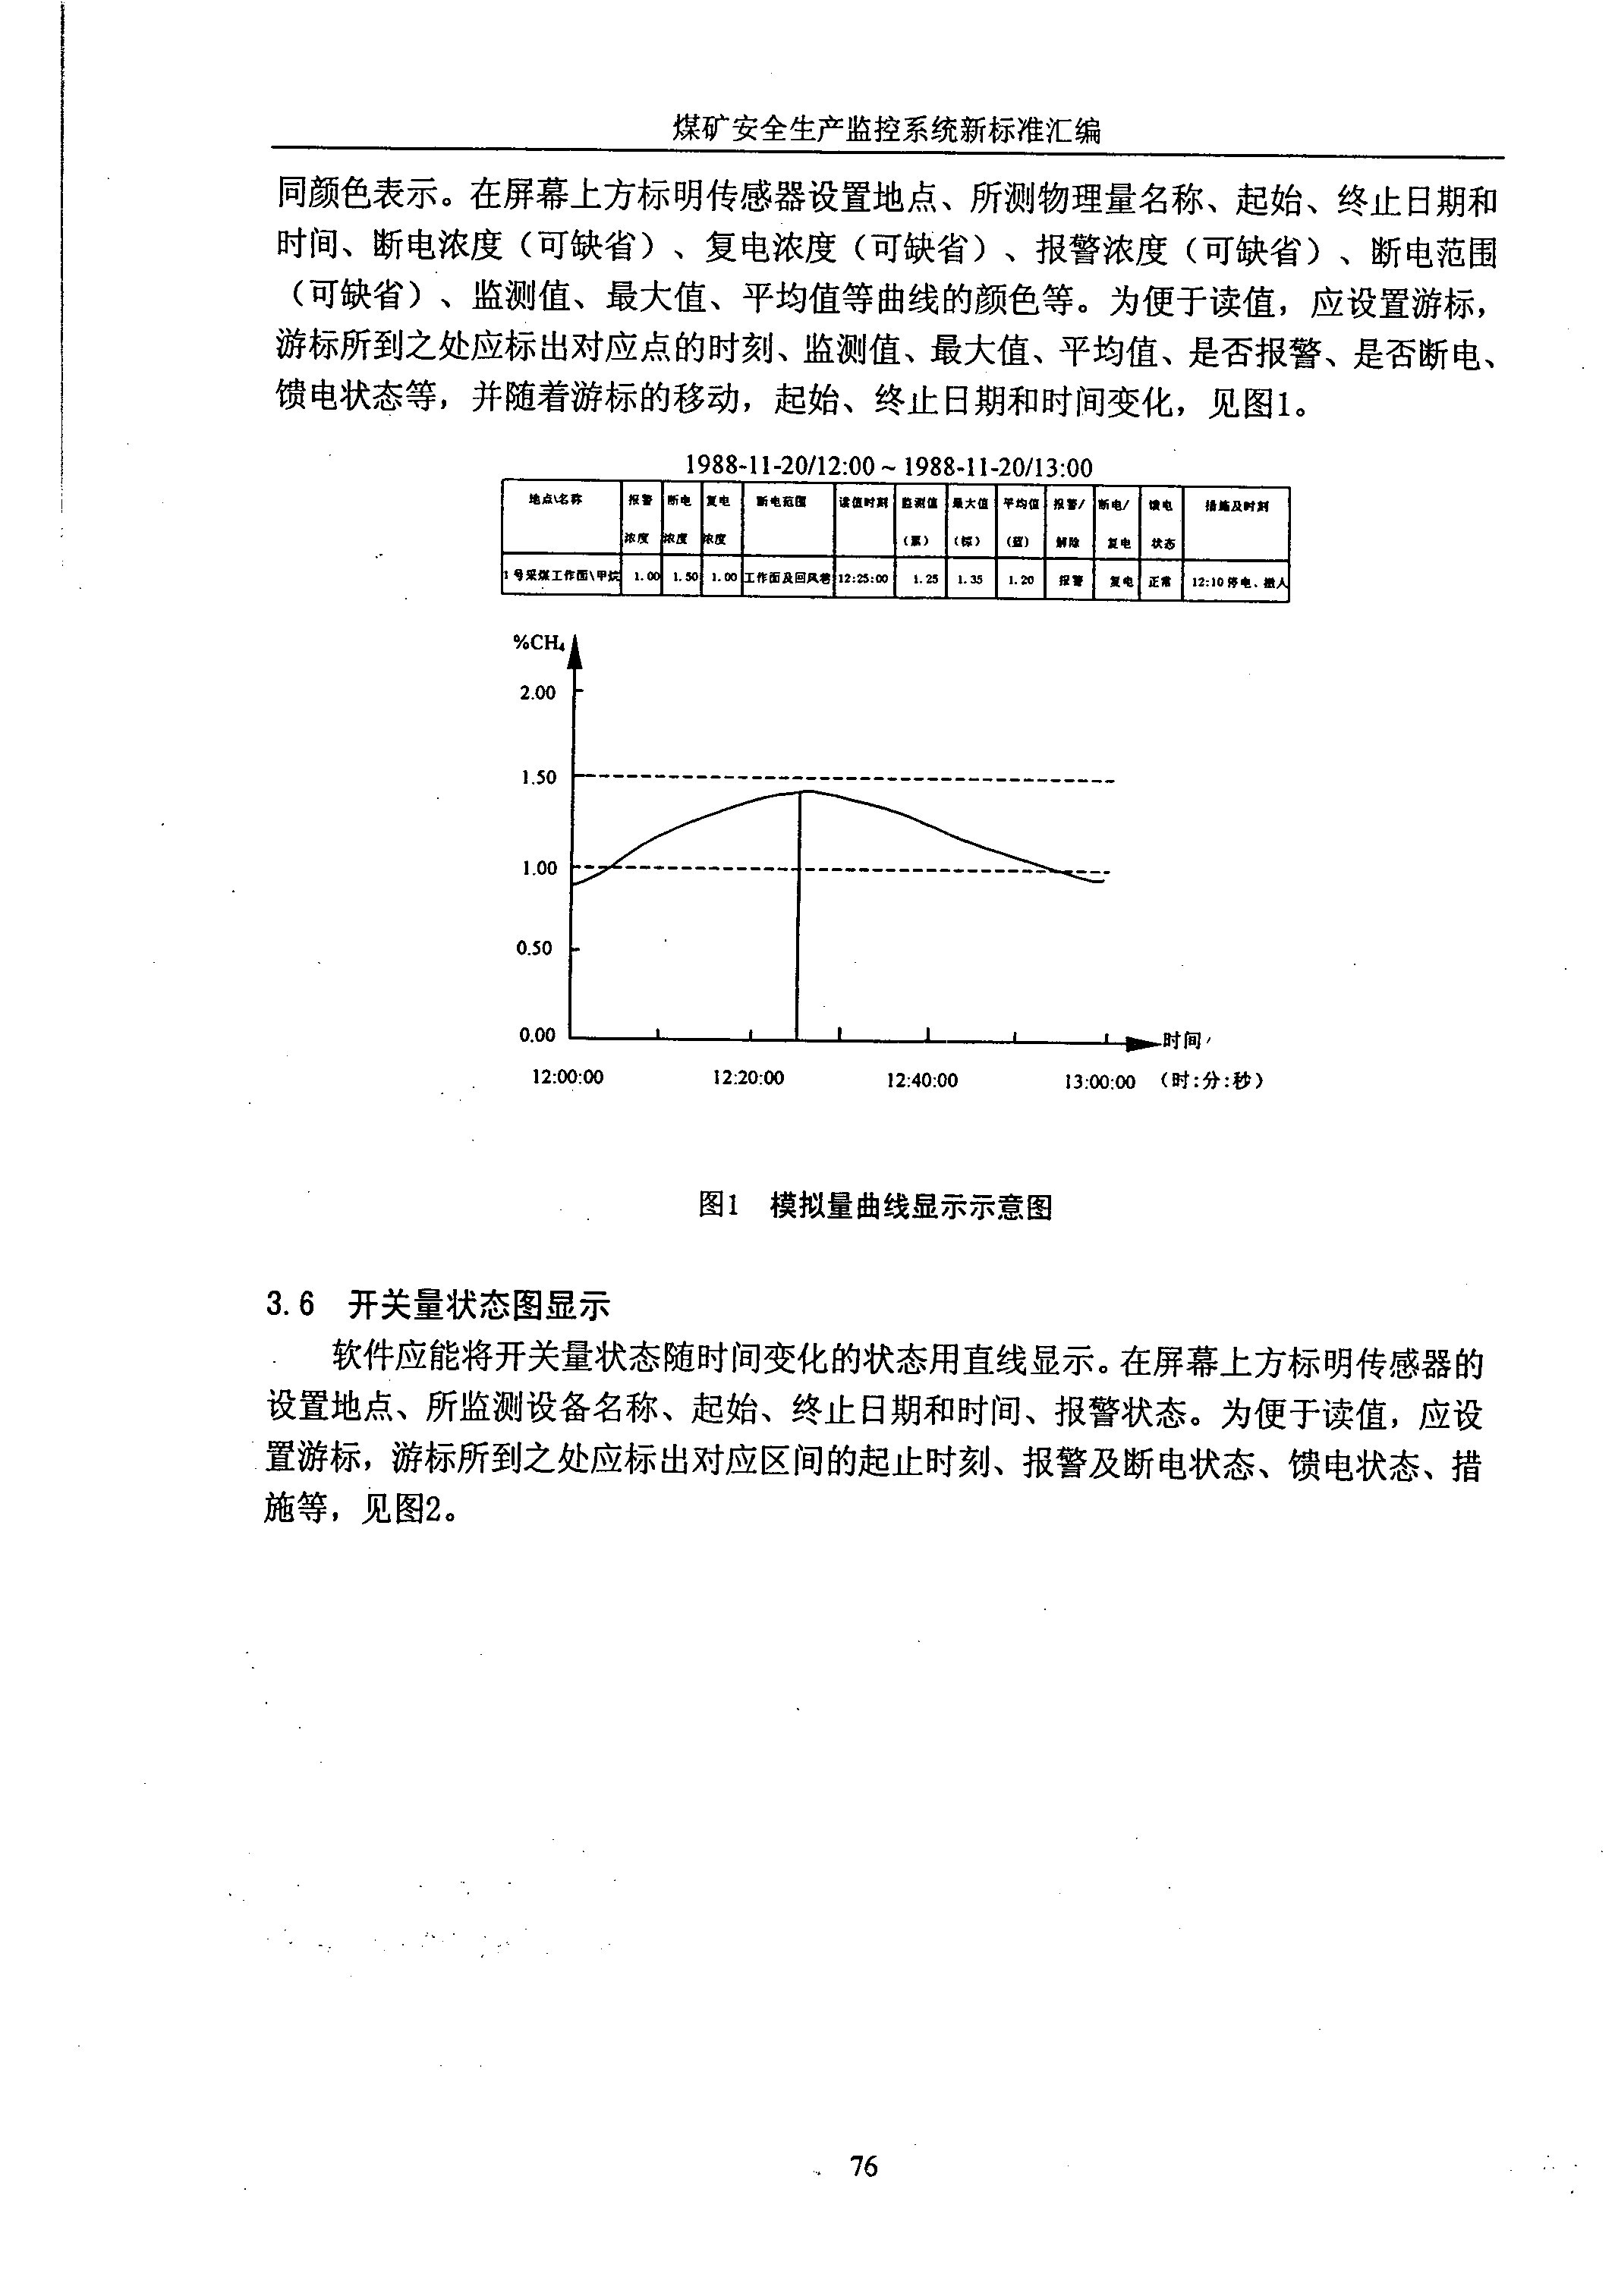 煤矿安全生产监控系统新标准汇编
同颜色表示。在屏幕上方标明传感器设置地点、所测物理量名称、起始、终止日期和
时间、断电浓度（可缺省）、复电浓度（可缺省）、报警浓度（可缺省）、断电范围
（可缺省）、监测值、最大值、平均值等曲线的颜色等。为便于读值，应设置游标，
游标所到之处应标出对应点的时刻、监测值、最大值、平均值、是否报警、是否断电、
馈电状态等，并随着游标的移动，起始、终止日期和时间变化，见图1。
1988-11-20/12:00～1988-11-20/13:00
地点\名称 报警 断电 复电 断电范围 读值时刻 监测值 最大值 平均值 报警/ 断电/ 馈电 措施及时刻
浓度 浓度 浓度 （黑） （棕） （蓝） 解除 复电 状态
1号采煤工作面\甲烷 1.00 1.50 1.00 工作面及回风巷 12:25:00 1.25 1.35 1.20 报警 复电 正常 12:10停电、撤人
%CH₄
2.00
1.50
1.00
0.50
0.00
时间
12:00:00 12:20:00 12:40:00 13:00:00 （时:分:秒）
图1 模拟量曲线显示示意图
3.6 开关量状态图显示
软件应能将开关量状态随时间变化的状态用直线显示。在屏幕上方标明传感器的
设置地点、所监测设备名称、起始、终止日期和时间、报警状态。为便于读值，应设
置游标，游标所到之处应标出对应区间的起止时刻、报警及断电状态、馈电状态、措
施等，见图2。
76